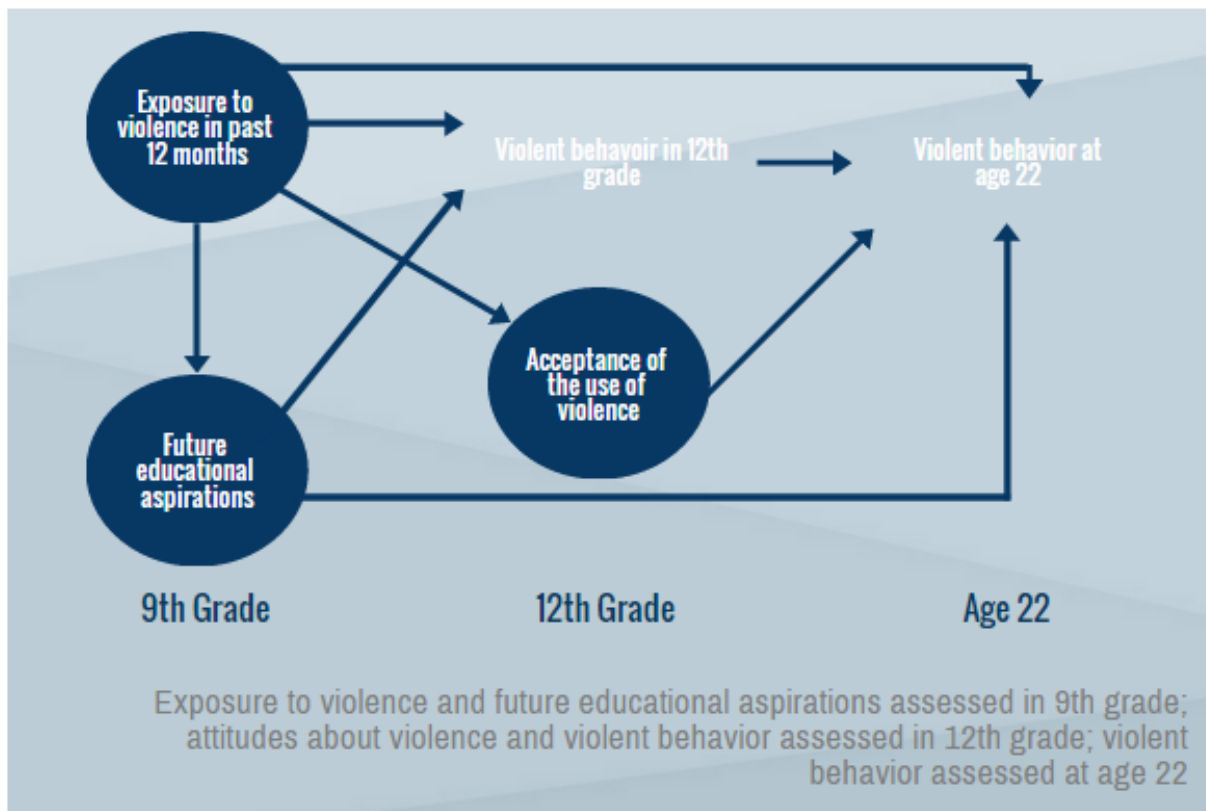 Exposure to
violence in past
12 months
Violent behavoir in 12th
grade
Violent behavior at
age 22
Acceptance of
the use of
violence
Future
educational
aspirations
9th Grade
12th Grade
Age 22
Exposure to violence and future educational aspirations assessed in 9th grade;
attitudes about violence and violent behavior assessed in 12th grade; violent
behavior assessed at age 22